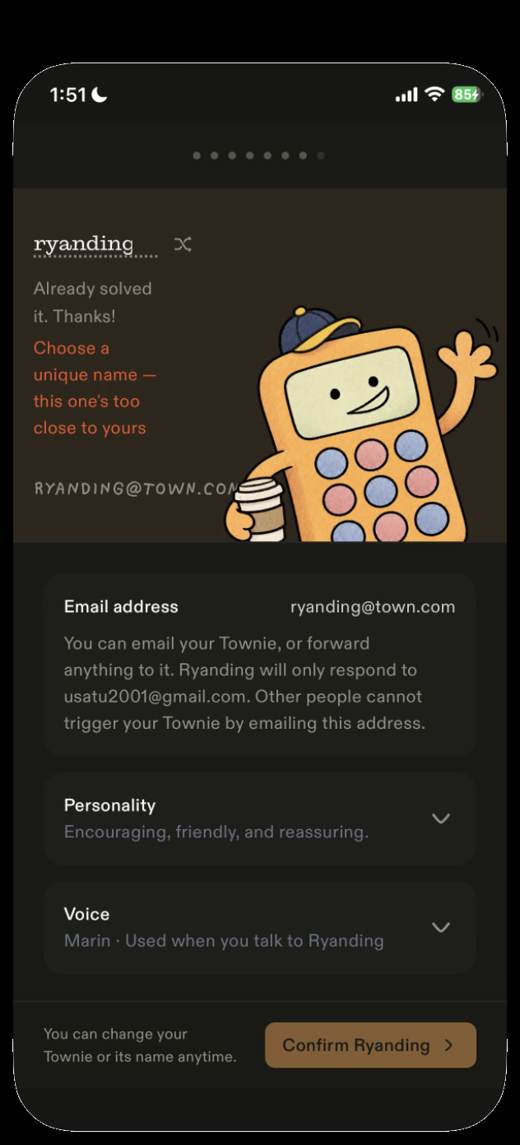 1:51
85
ryanding
Already solved
it. Thanks!
Choose a
unique name —
this one's too
close to yours
RYANDING@TOWN.COM
Email address
ryanding@town.com
You can email your Townie, or forward
anything to it. Ryanding will only respond to
usatu2001@gmail.com. Other people cannot
trigger your Townie by emailing this address.
Personality
Encouraging, friendly, and reassuring.
Voice
Marin · Used when you talk to Ryanding
You can change your
Townie or its name anytime.
Confirm Ryanding